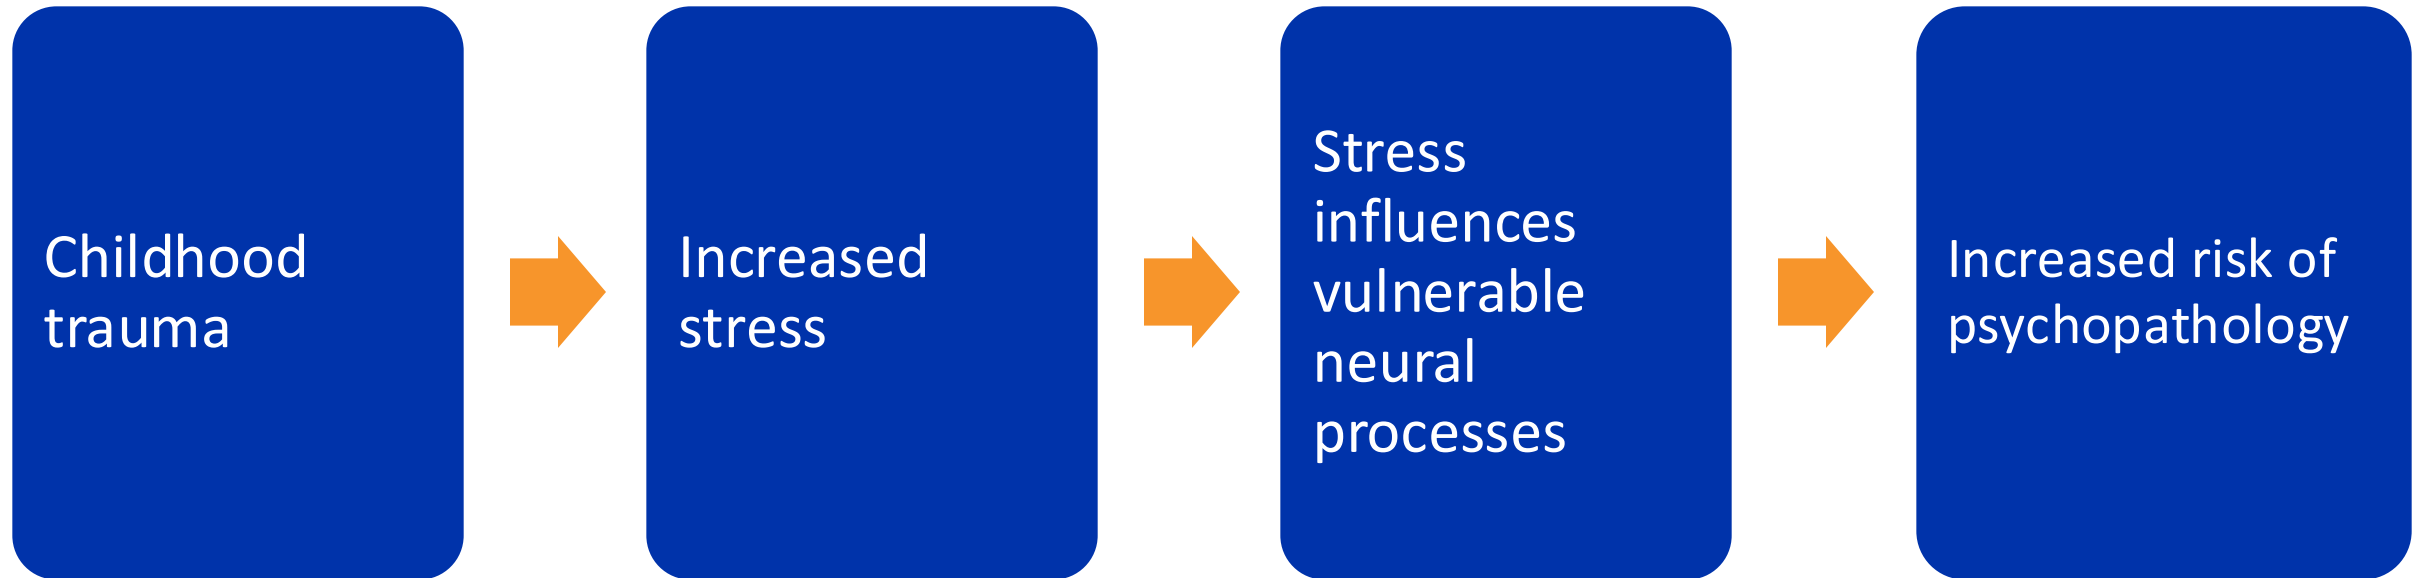 Childhood
trauma
Increased
stress
Stress
influences
vulnerable
neural
processes
Increased risk of
psychopathology